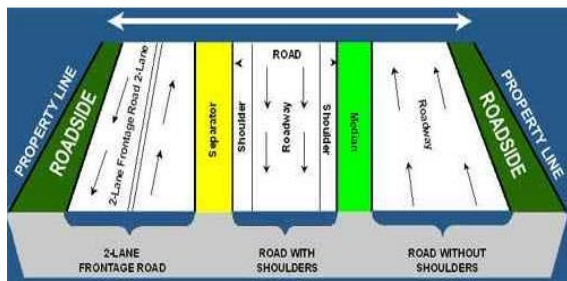 PROPERTY LINE
ROADSIDE
2-Lane Frontage Road 2-Lane
Separator
ROAD
Shoulder
Roadway
Shoulder
Median
Roadway
ROADSIDE
PROPERTY LINE
2-LANE
FRONTAGE ROAD
ROAD WITH
SHOULDERS
ROAD WITHOUT
SHOULDERS